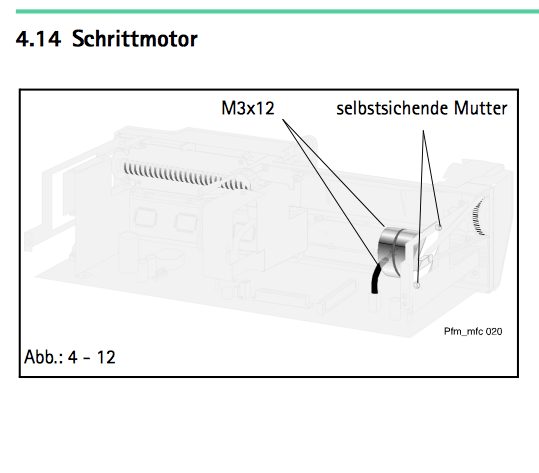 4.14 Schrittmotor
M3x12 selbstsichende Mutter
Pfm_mfc 020
Abb.: 4 - 12